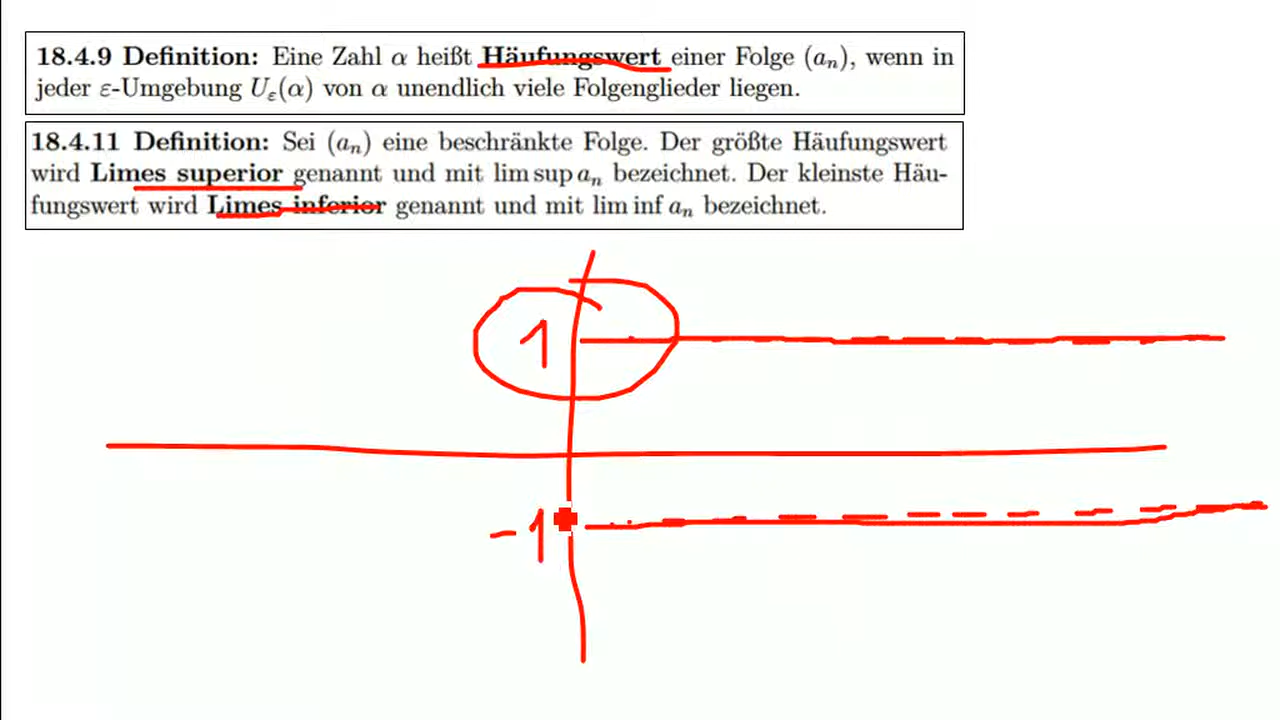 18.4.9 Definition: Eine Zahl α heißt Häufungswert einer Folge (aₙ), wenn in
jeder ε-Umgebung Uε(α) von α unendlich viele Folgenglieder liegen.
18.4.11 Definition: Sei (aₙ) eine beschränkte Folge. Der größte Häufungswert
wird Limes superior genannt und mit lim sup aₙ bezeichnet. Der kleinste Häu-
fungswert wird Limes inferior genannt und mit lim inf aₙ bezeichnet.
1
-1